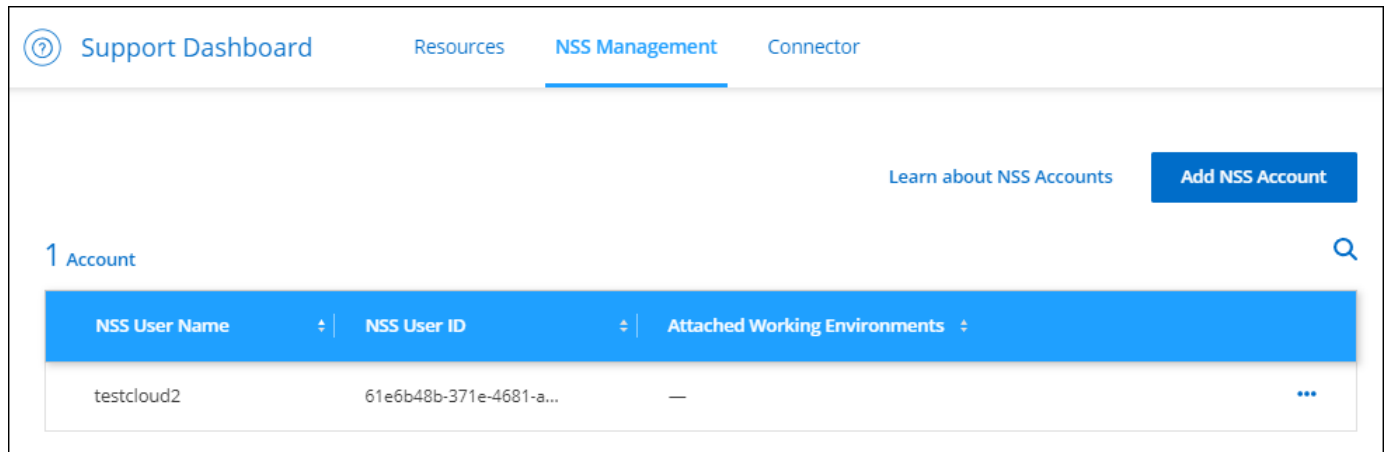 Support Dashboard Resources NSS Management Connector
Learn about NSS Accounts Add NSS Account
1 Account
NSS User Name NSS User ID Attached Working Environments
testcloud2 61e6b48b-371e-4681-a... —